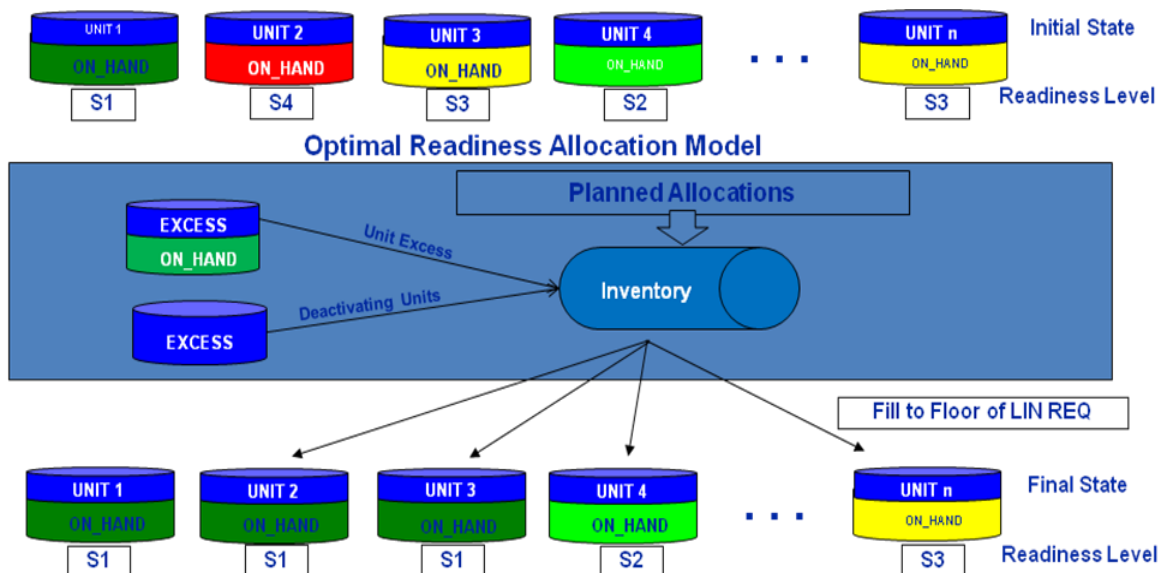 UNIT 1 UNIT 2 UNIT 3 UNIT 4 UNIT n Initial State
ON_HAND ON_HAND ON_HAND ON_HAND . . . ON_HAND
S1 S4 S3 S2 S3 Readiness Level
Optimal Readiness Allocation Model
Planned Allocations
EXCESS
ON_HAND
Unit Excess
Inventory
Deactivating Units
EXCESS
Fill to Floor of LIN REQ
UNIT 1 UNIT 2 UNIT 3 UNIT 4 UNIT n Final State
ON_HAND ON_HAND ON_HAND ON_HAND . . . ON_HAND
S1 S1 S1 S2 S3 Readiness Level